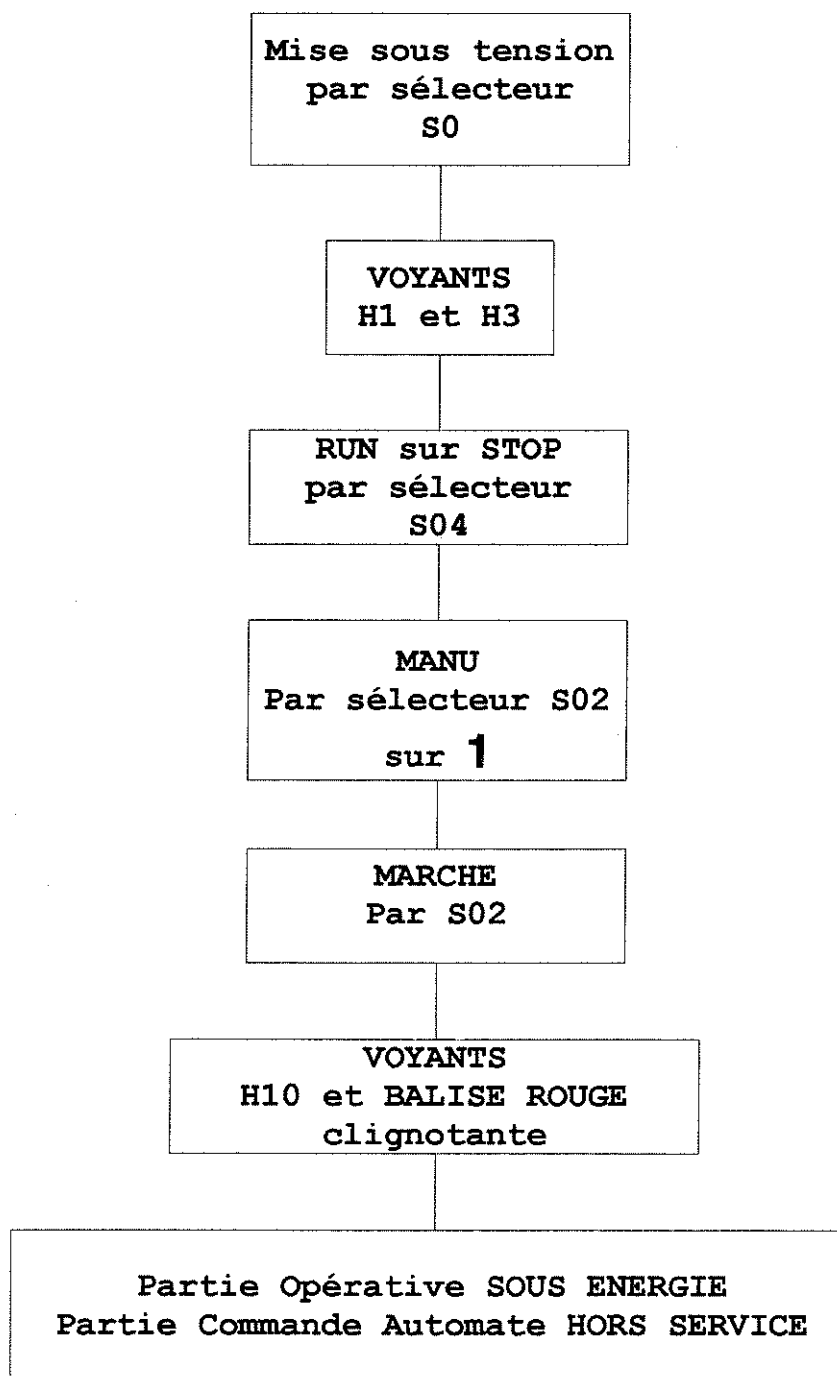 Mise sous tension
par sélecteur
S0
VOYANTS
H1 et H3
RUN sur STOP
par sélecteur
S04
MANU
Par sélecteur S02
sur 1
MARCHE
Par S02
VOYANTS
H10 et BALISE ROUGE
clignotante
Partie Opérative SOUS ENERGIE
Partie Commande Automate HORS SERVICE